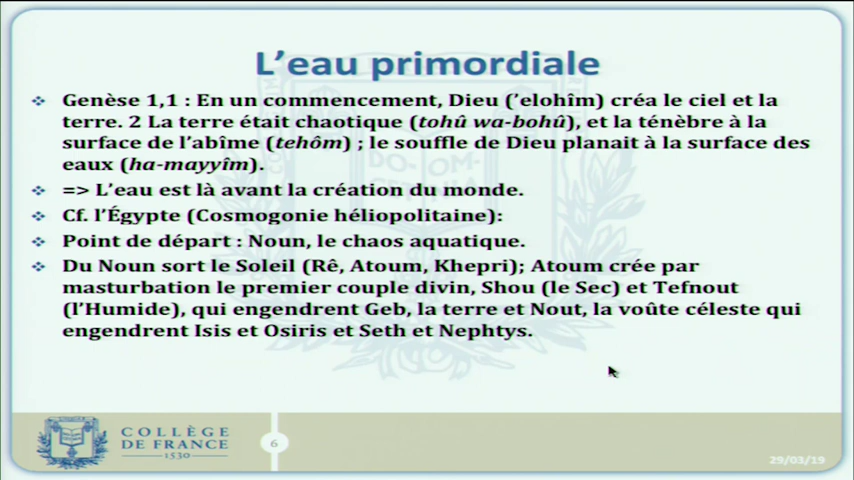 L'eau primordiale
Genèse 1,1 : En un commencement, Dieu ('elohîm) créa le ciel et la
terre. 2 La terre était chaotique (tohû wa-bohû), et la ténèbre à la
surface de l'abîme (tehôm) ; le souffle de Dieu planait à la surface des
eaux (ha-mayyîm).
=> L'eau est là avant la création du monde.
Cf. l'Égypte (Cosmogonie héliopolitaine):
Point de départ : Noun, le chaos aquatique.
Du Noun sort le Soleil (Rê, Atoum, Khepri); Atoum crée par
masturbation le premier couple divin, Shou (le Sec) et Tefnout
(l'Humide), qui engendrent Geb, la terre et Nout, la voûte céleste qui
engendrent Isis et Osiris et Seth et Nephtys.
COLLÈGE
DE FRANCE
1530
6
29/03/19